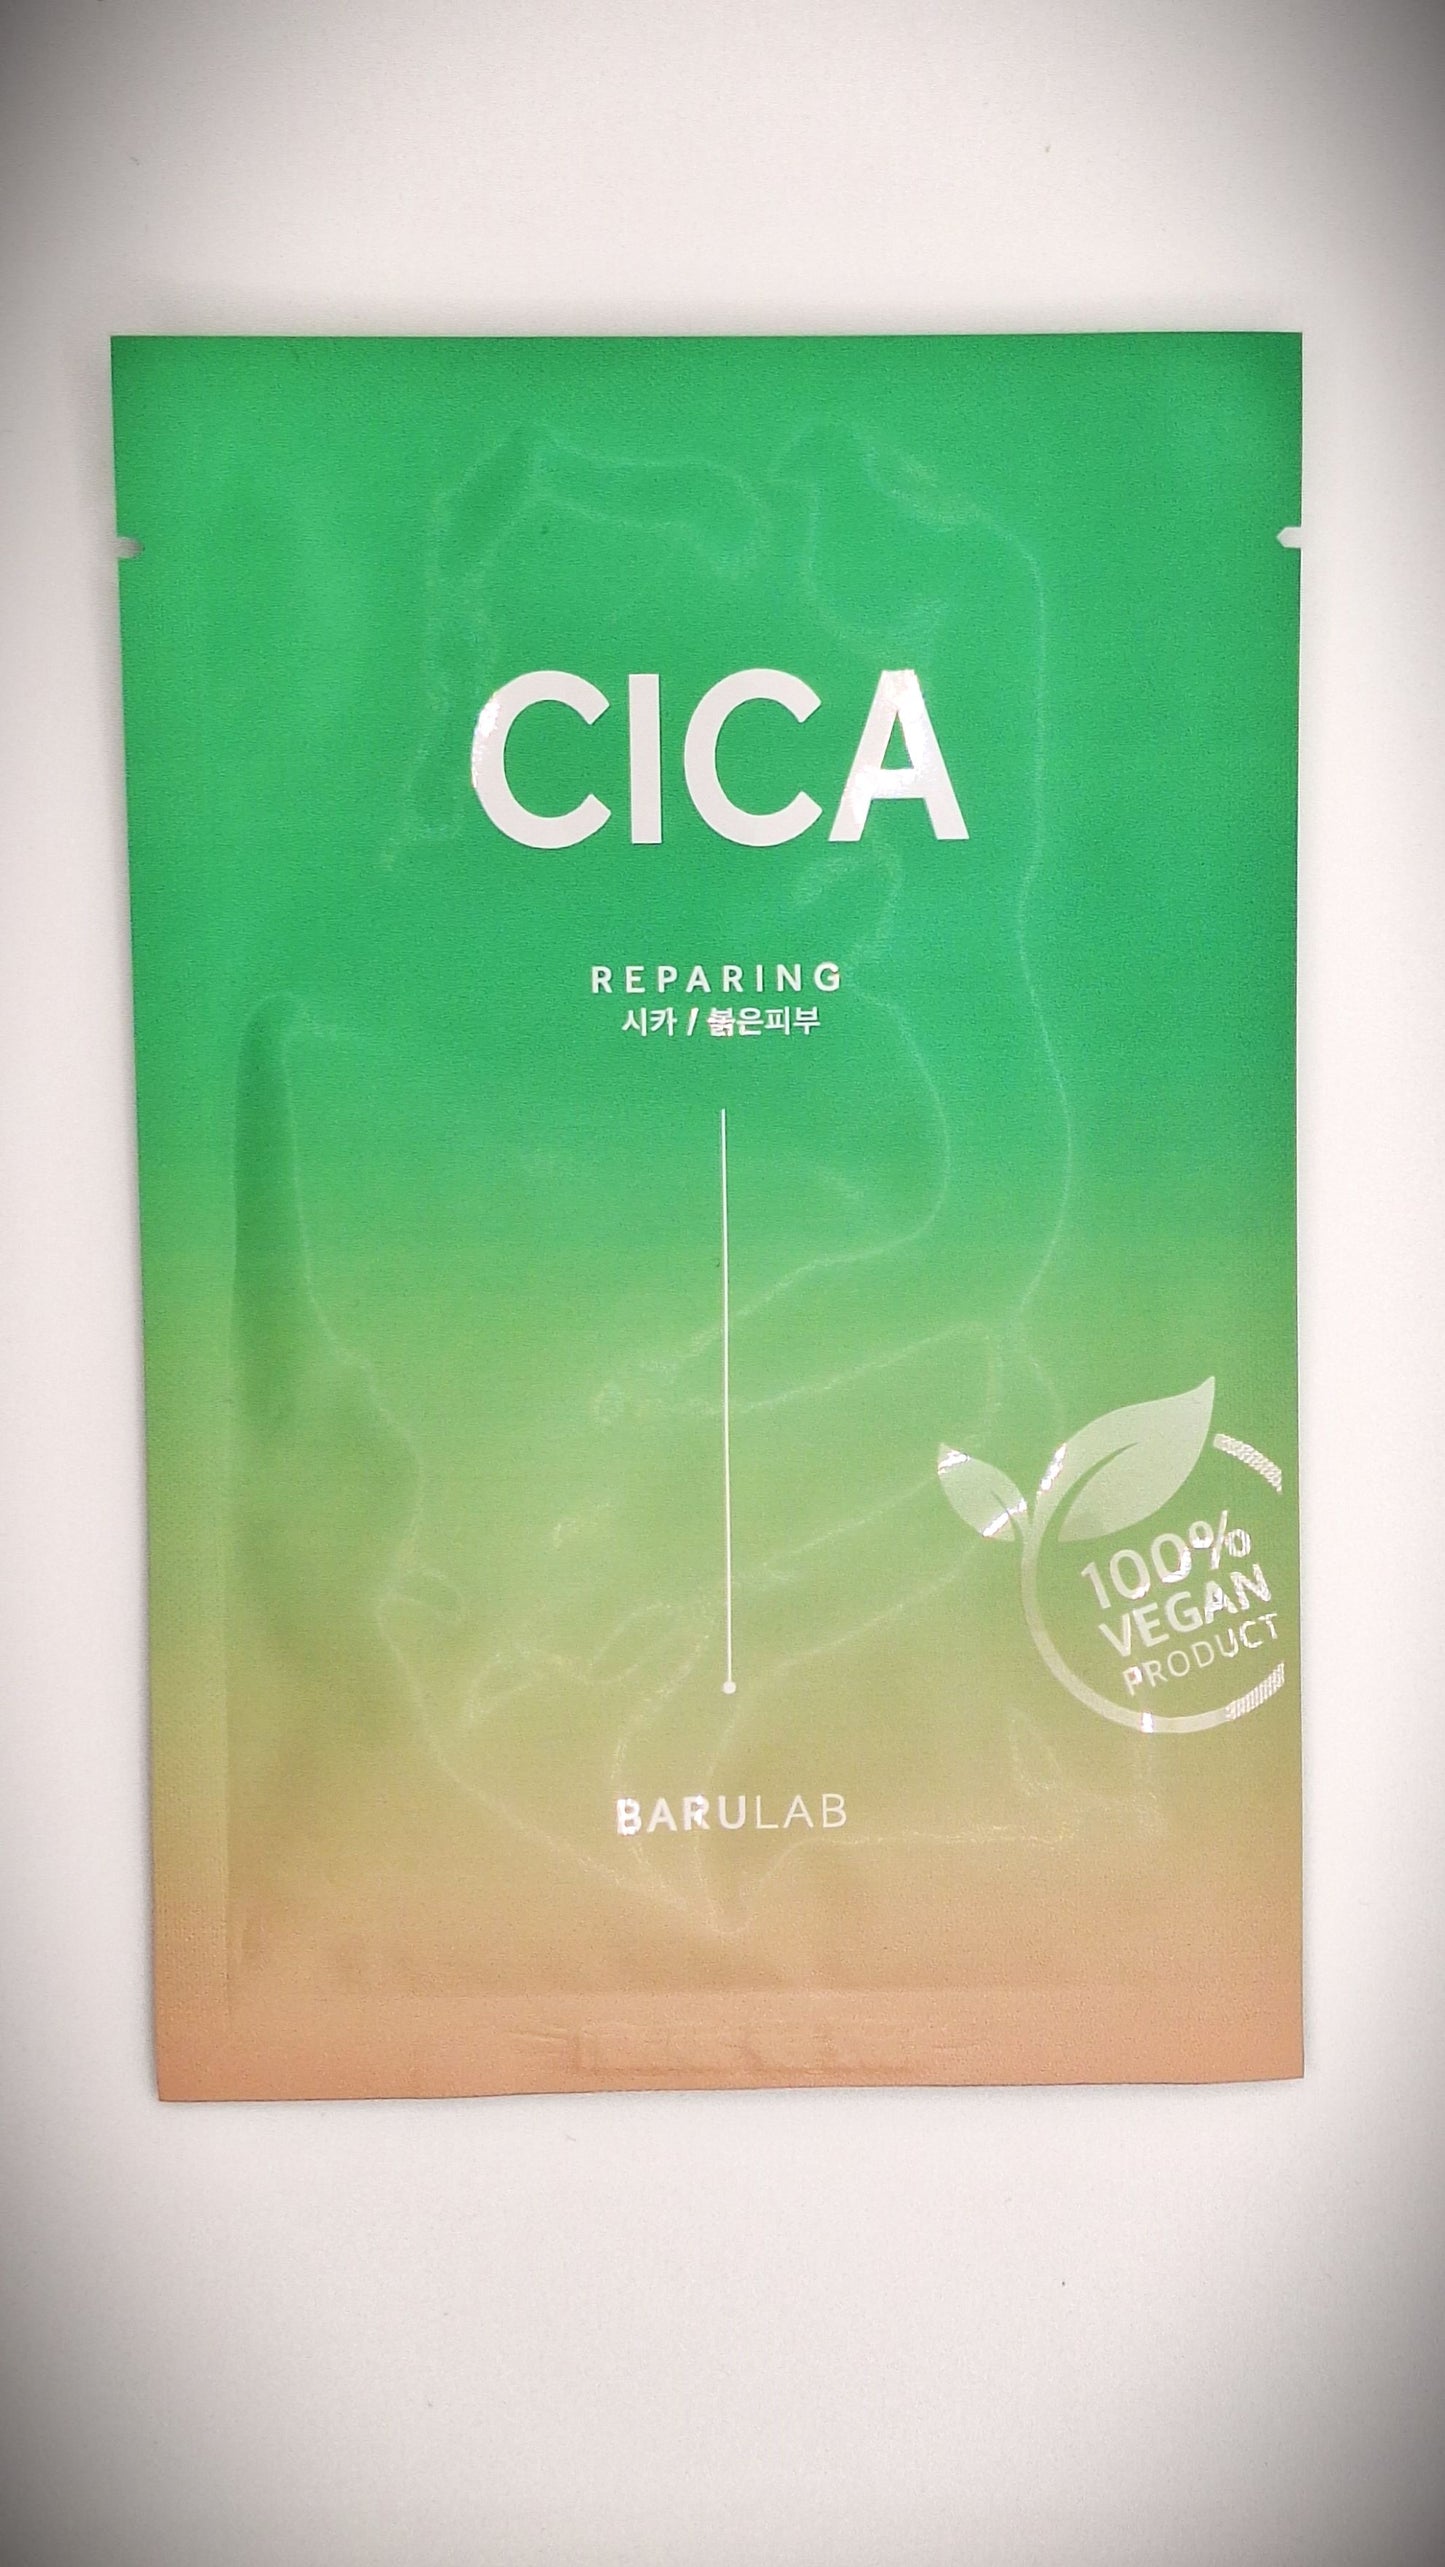 CICA
REPARING
시카 / 붉은피부
100%
VEGAN
PRODUCT
BARULAB